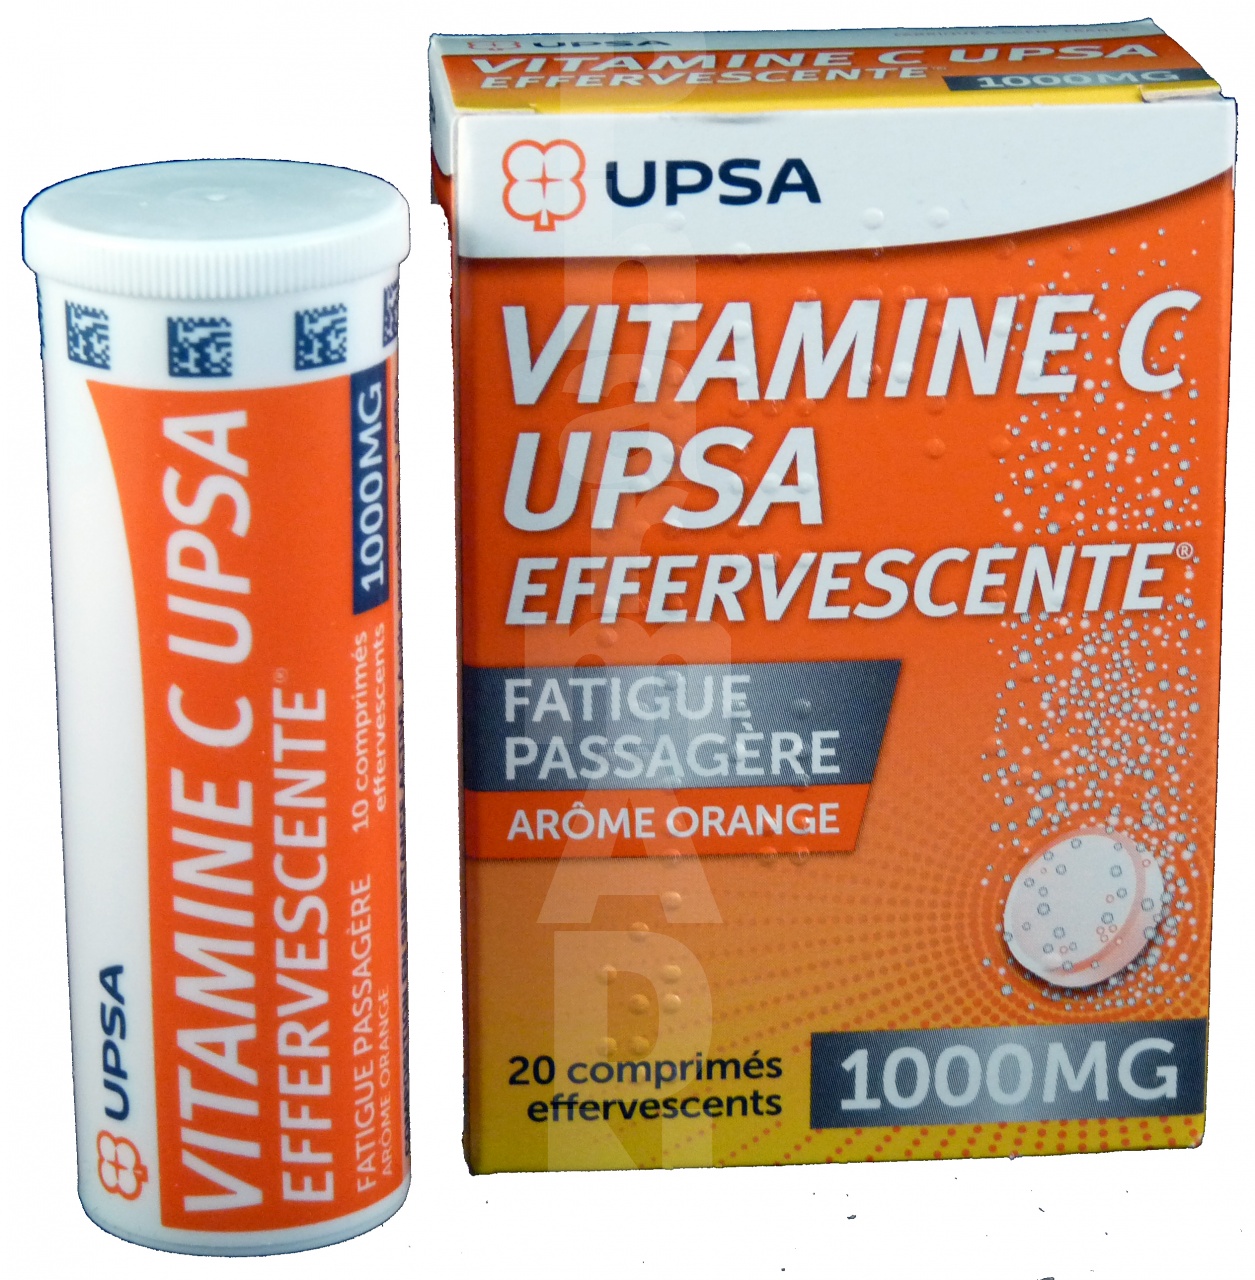 UPSA
VITAMINE C UPSA
EFFERVESCENTE
1000MG
UPSA
VITAMINE C
UPSA
EFFERVESCENTE®
FATIGUE
PASSAGÈRE
ARÔME ORANGE
20 comprimés
effervescents
1000MG
UPSA
VITAMINE C UPSA
EFFERVESCENTE®
1000MG
FATIGUE PASSAGÈRE 10 comprimés
effervescents
ARÔME ORANGE